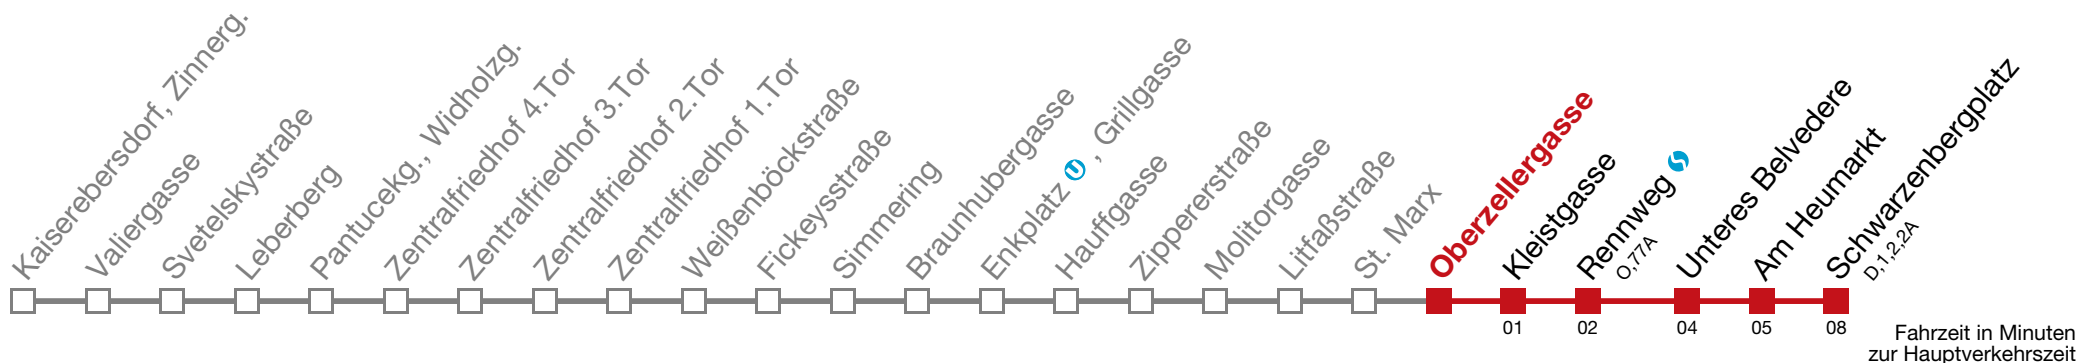 Kaiserebersdorf, Zinnerg.
Valiergasse
Svetelskystraße
Leberberg
Pantucekg., Widholzg.
Zentralfriedhof 4.Tor
Zentralfriedhof 3.Tor
Zentralfriedhof 2.Tor
Zentralfriedhof 1.Tor
Weißenböckstraße
Fickeysstraße
Simmering
Braunhubergasse
Enkplatz U , Grillgasse
Hauffgasse
Zippererstraße
Molitorgasse
Litfaßstraße
St. Marx
Oberzellergasse
Kleistgasse
01
Rennweg S
O,77A
02
Unteres Belvedere
04
Am Heumarkt
05
Schwarzenbergplatz
D,1,2,2A
08
Fahrzeit in Minuten
zur Hauptverkehrszeit